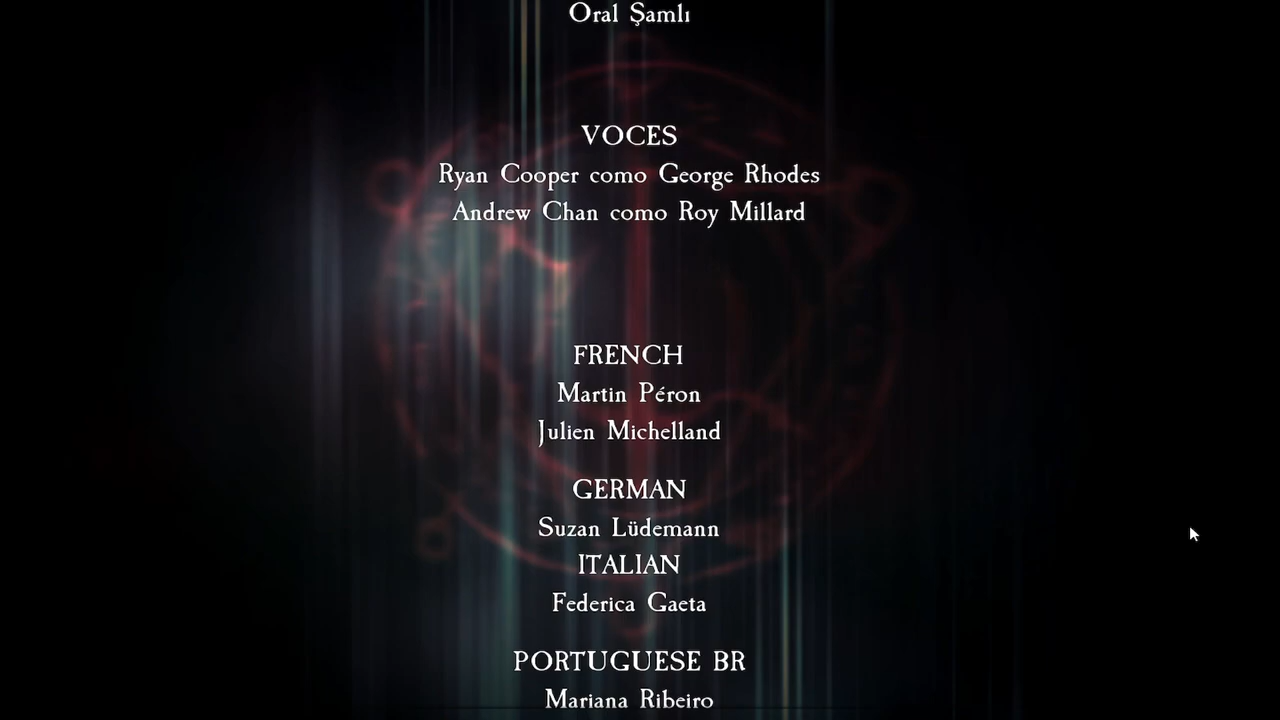 Oral Şamlı
VOCES
Ryan Cooper como George Rhodes
Andrew Chan como Roy Millard
FRENCH
Martin Péron
Julien Michelland
GERMAN
Suzan Lüdemann
ITALIAN
Federica Gaeta
PORTUGUESE BR
Mariana Ribeiro